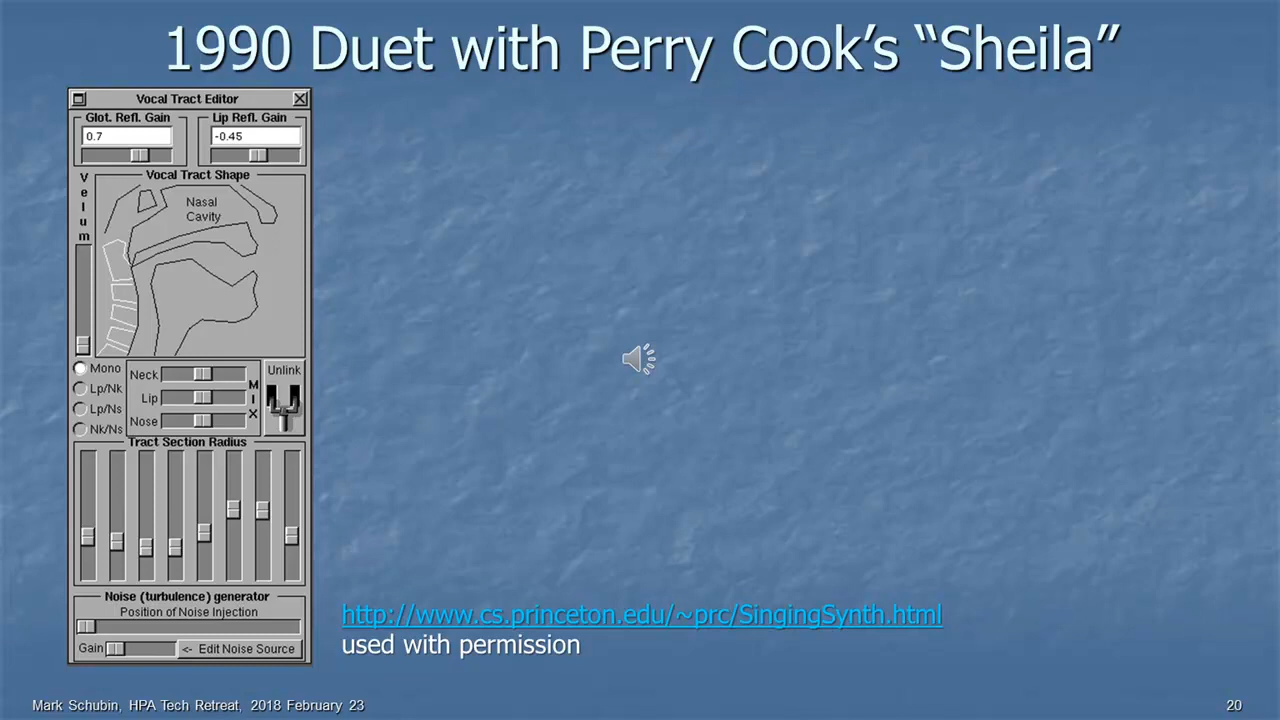 1990 Duet with Perry Cook’s “Sheila”
Vocal Tract Editor
Glot. Refl. Gain
Lip Refl. Gain
0.7
-0.45
Velum
Vocal Tract Shape
Nasal
Cavity
Mono
Lp/Nk
Lp/Ns
Nk/Ns
Neck
Lip
Nose
MIX
Unlink
Tract Section Radius
Noise (turbulence) generator
Position of Noise Injection
Gain
<- Edit Noise Source
http://www.cs.princeton.edu/~prc/SingingSynth.html
used with permission
Mark Schubin, HPA Tech Retreat, 2018 February 23
20